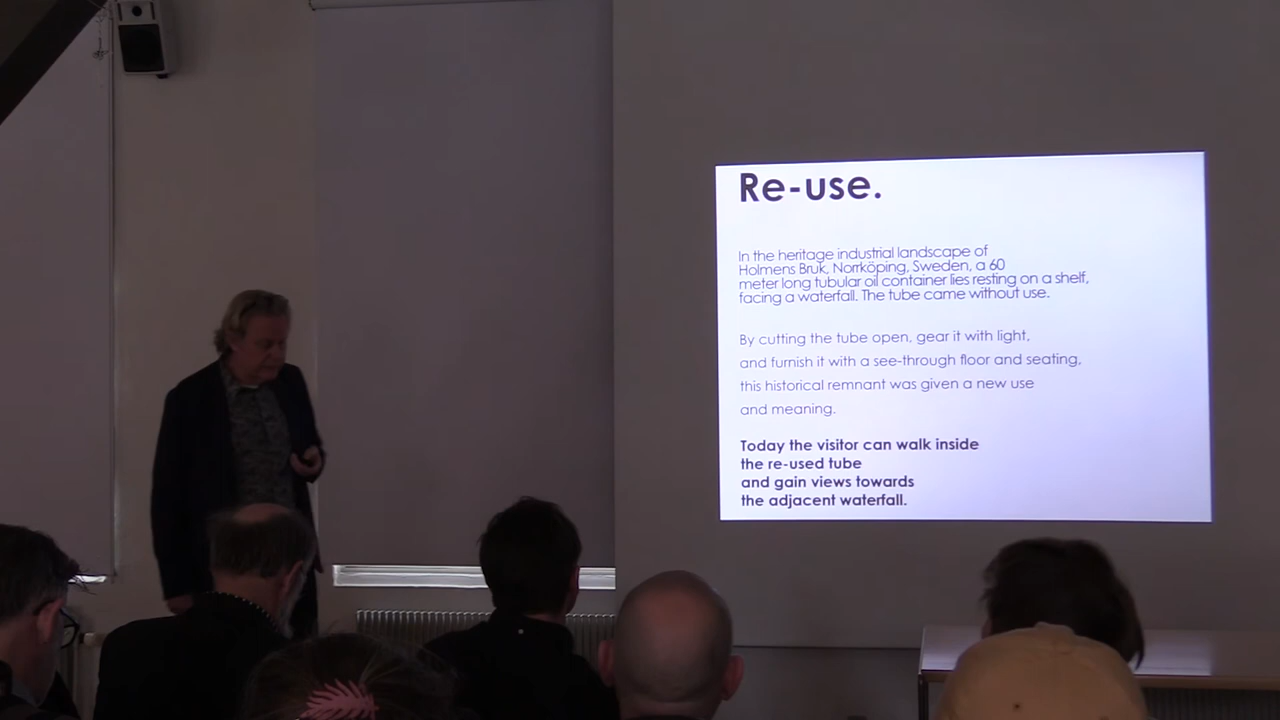 Re-use.
In the heritage industrial landscape of
Holmens Bruk, Norrköping, Sweden, a 60
meter long tubular oil container lies resting on a shelf,
facing a waterfall. The tube came without use.
By cutting the tube open, gear it with light,
and furnish it with a see-through floor and seating,
this historical remnant was given a new use
and meaning.
Today the visitor can walk inside
the re-used tube
and gain views towards
the adjacent waterfall.